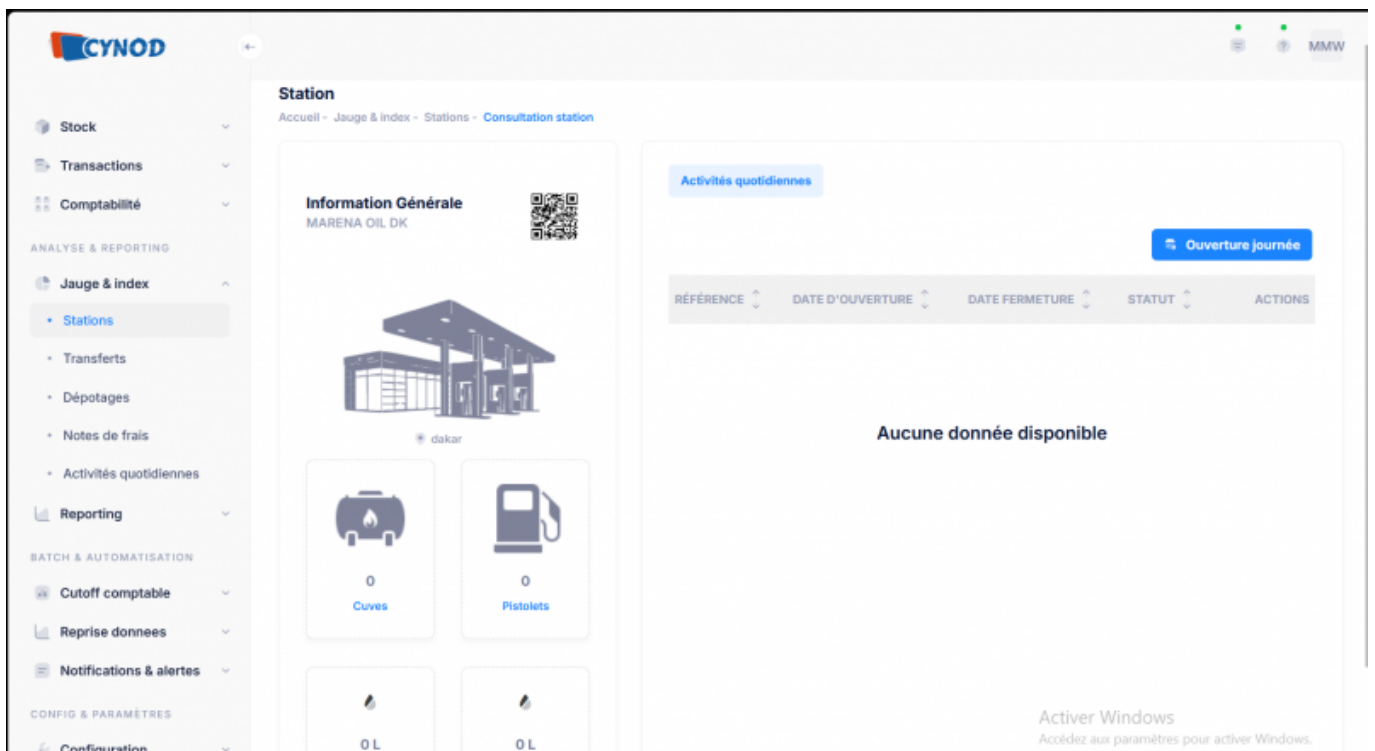 CYNOD
MMW
Stock
Transactions
Comptabilité
ANALYSE & REPORTING
Jauge & index
Stations
Transferts
Dépotages
Notes de frais
Activités quotidiennes
Reporting
BATCH & AUTOMATISATION
Cutoff comptable
Reprise donnees
Notifications & alertes
CONFIG & PARAMÈTRES
Configuration
Station
Accueil - Jauge & index - Stations - Consultation station
Information Générale
MARENA OIL DK
dakar
0
Cuves
0
Pistolets
0 L
0 L
Activités quotidiennes
Ouverture journée
RÉFÉRENCE DATE D'OUVERTURE DATE FERMETURE STATUT ACTIONS
Aucune donnée disponible
Activer Windows
Accédez aux paramètres pour activer Windows.